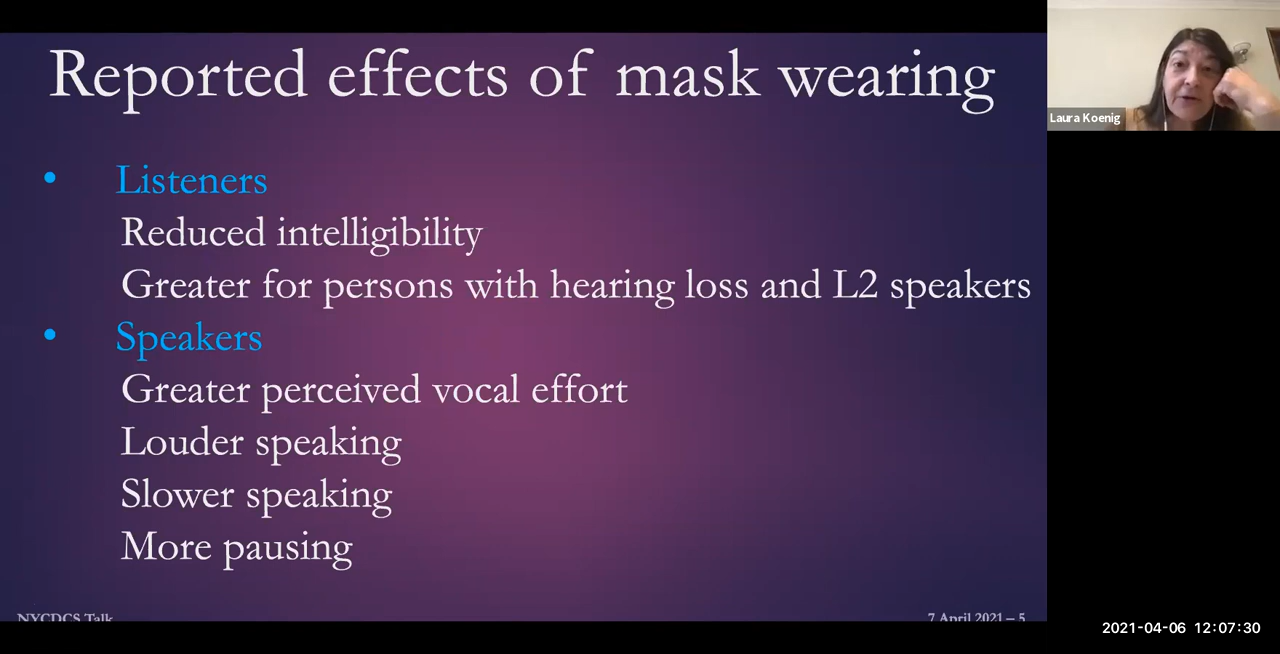 Reported effects of mask wearing
Laura Koenig
• Listeners
Reduced intelligibility
Greater for persons with hearing loss and L2 speakers
• Speakers
Greater perceived vocal effort
Louder speaking
Slower speaking
More pausing
NYCDCS Talk
7 April 2021 – 5
2021-04-06 12:07:30